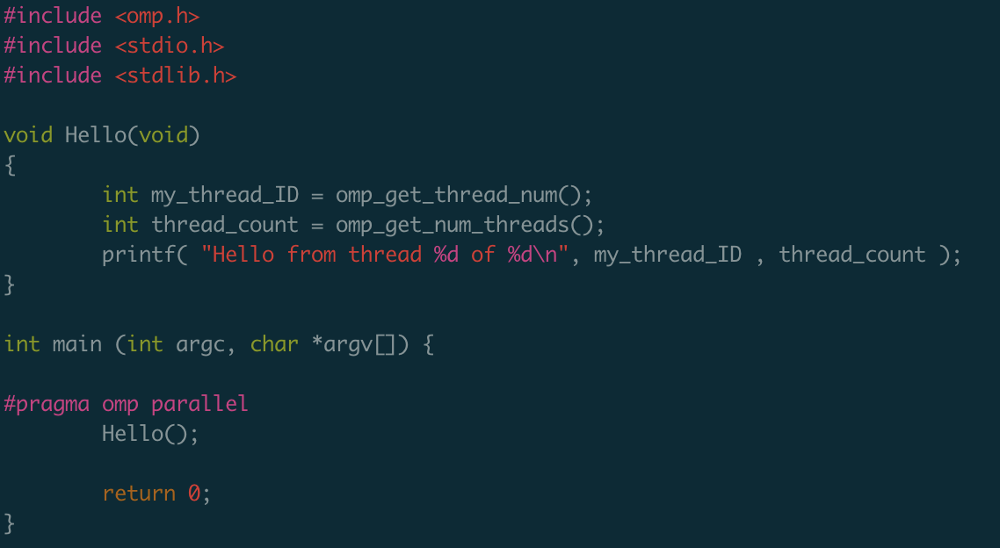 #include <omp.h>
#include <stdio.h>
#include <stdlib.h>
void Hello(void)
{
        int my_thread_ID = omp_get_thread_num();
        int thread_count = omp_get_num_threads();
        printf( "Hello from thread %d of %d\n", my_thread_ID , thread_count );
}
int main (int argc, char *argv[]) {
#pragma omp parallel
        Hello();
        return 0;
}